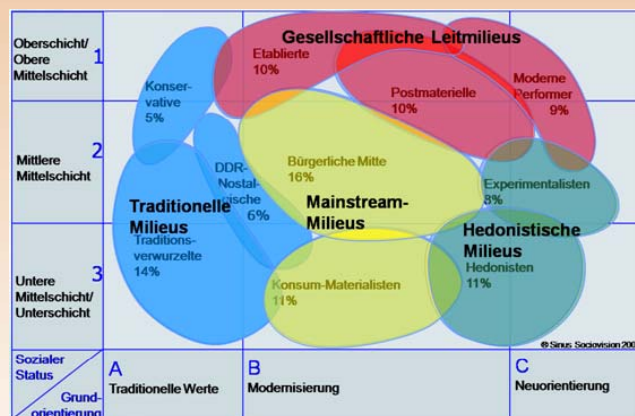 Oberschicht/
Obere
Mittelschicht
1
Gesellschaftliche Leitmilieus
Etablierte
10%
Konser-
vative
5%
Postmaterielle
10%
Moderne
Performer
9%
Mittlere
Mittelschicht
2
DDR-
Nostal-
gische
6%
Bürgerliche Mitte
16%
Experimentalisten
8%
Traditionelle
Milieus
Mainstream-
Milieus
Hedonistische
Milieus
Traditions-
verwurzelte
14%
Konsum-Materialisten
11%
Hedonisten
11%
Untere
Mittelschicht/
Unterschicht
3
® Sinus Sociovision 200
Sozialer
Status
Grund-
orientierung
A
Traditionelle Werte
B
Modernisierung
C
Neuorientierung